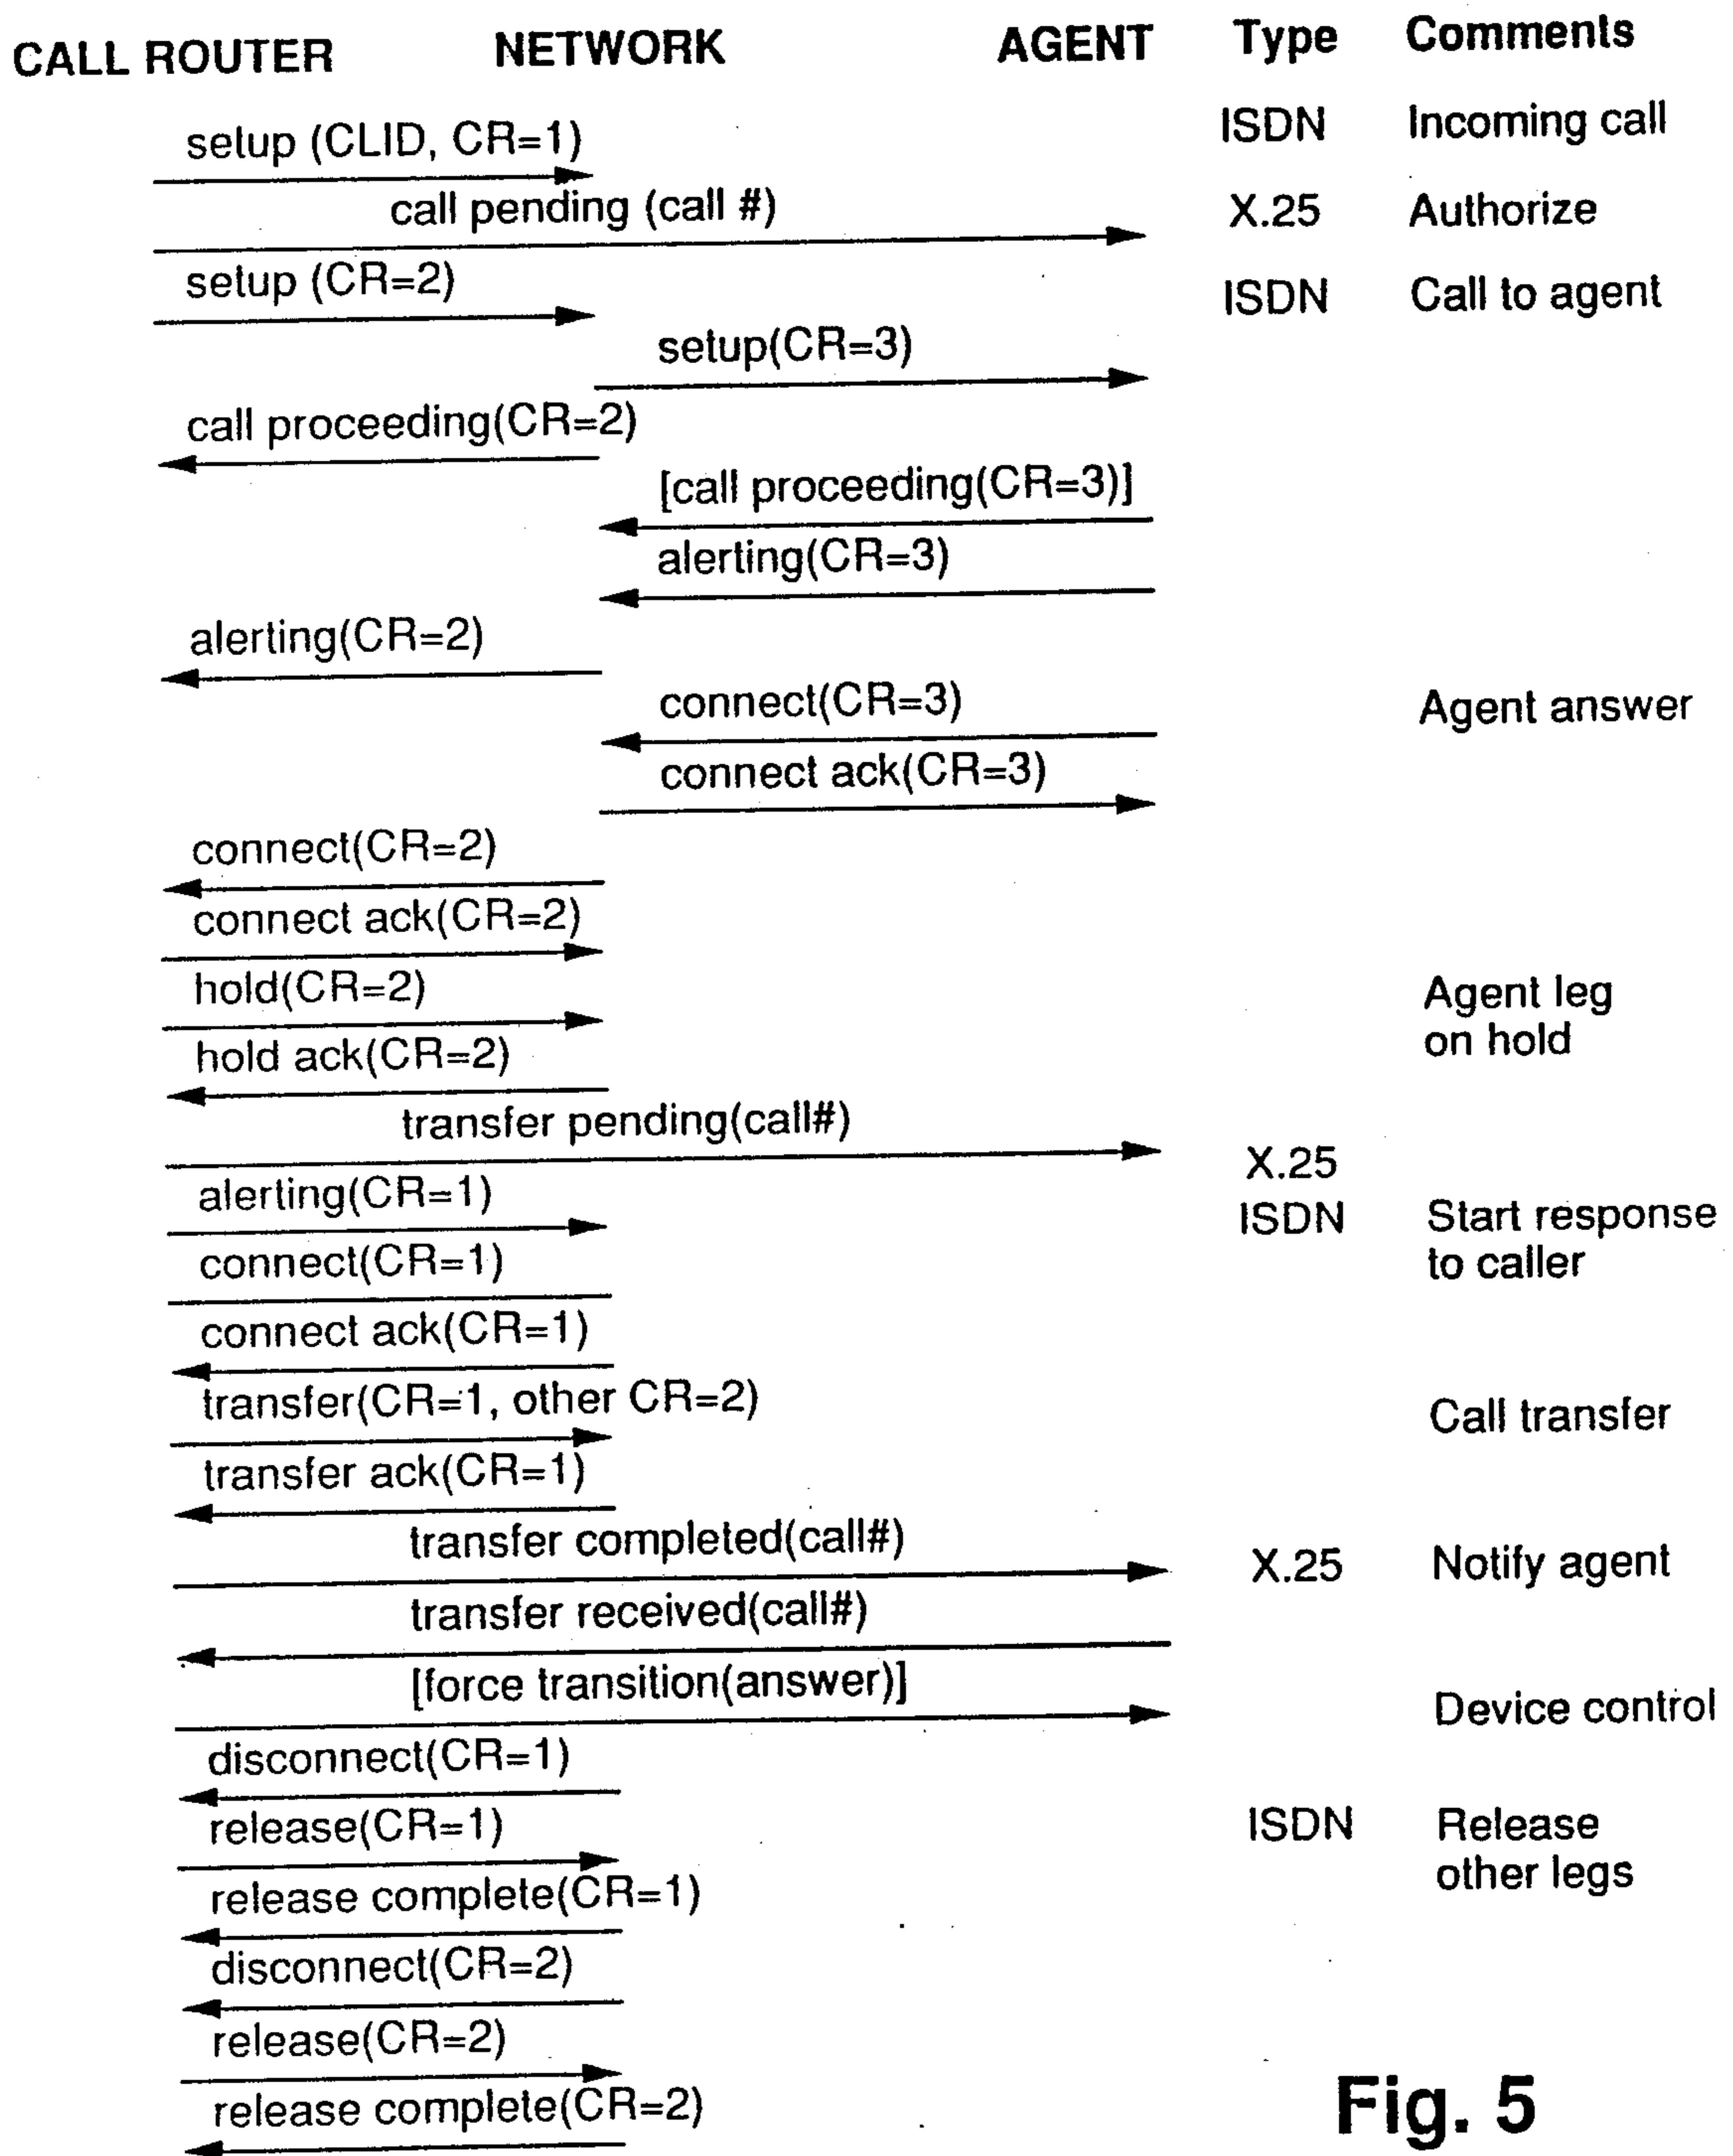 CALL ROUTER NETWORK AGENT Type Comments
setup (CLID, CR=1) ISDN Incoming call
call pending (call #) X.25 Authorize
setup (CR=2) ISDN Call to agent
setup(CR=3)
call proceeding(CR=2)
[call proceeding(CR=3)]
alerting(CR=3)
alerting(CR=2)
connect(CR=3) Agent answer
connect ack(CR=3)
connect(CR=2)
connect ack(CR=2)
hold(CR=2) Agent leg
on hold
hold ack(CR=2)
transfer pending(call#) X.25
alerting(CR=1) ISDN Start response
to caller
connect(CR=1)
connect ack(CR=1)
transfer(CR=1, other CR=2) Call transfer
transfer ack(CR=1)
transfer completed(call#) X.25 Notify agent
transfer received(call#)
[force transition(answer)] Device control
disconnect(CR=1)
release(CR=1) ISDN Release
other legs
release complete(CR=1)
disconnect(CR=2)
release(CR=2)
release complete(CR=2)
Fig. 5